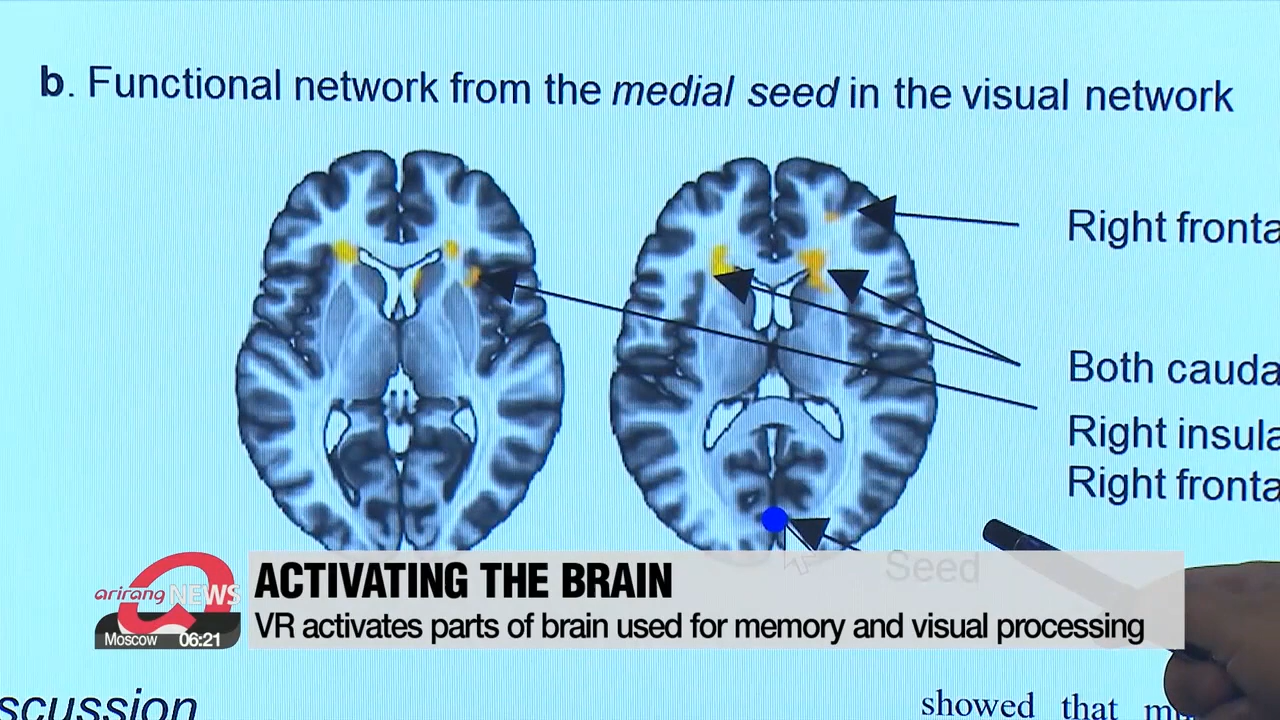 b. Functional network from the medial seed in the visual network
Right fronta
Both cauda
Right insula
Right fronta
Seed
ACTIVATING THE BRAIN
arirang NEWS
VR activates parts of brain used for memory and visual processing
Moscow 06:21
scussion
showed that